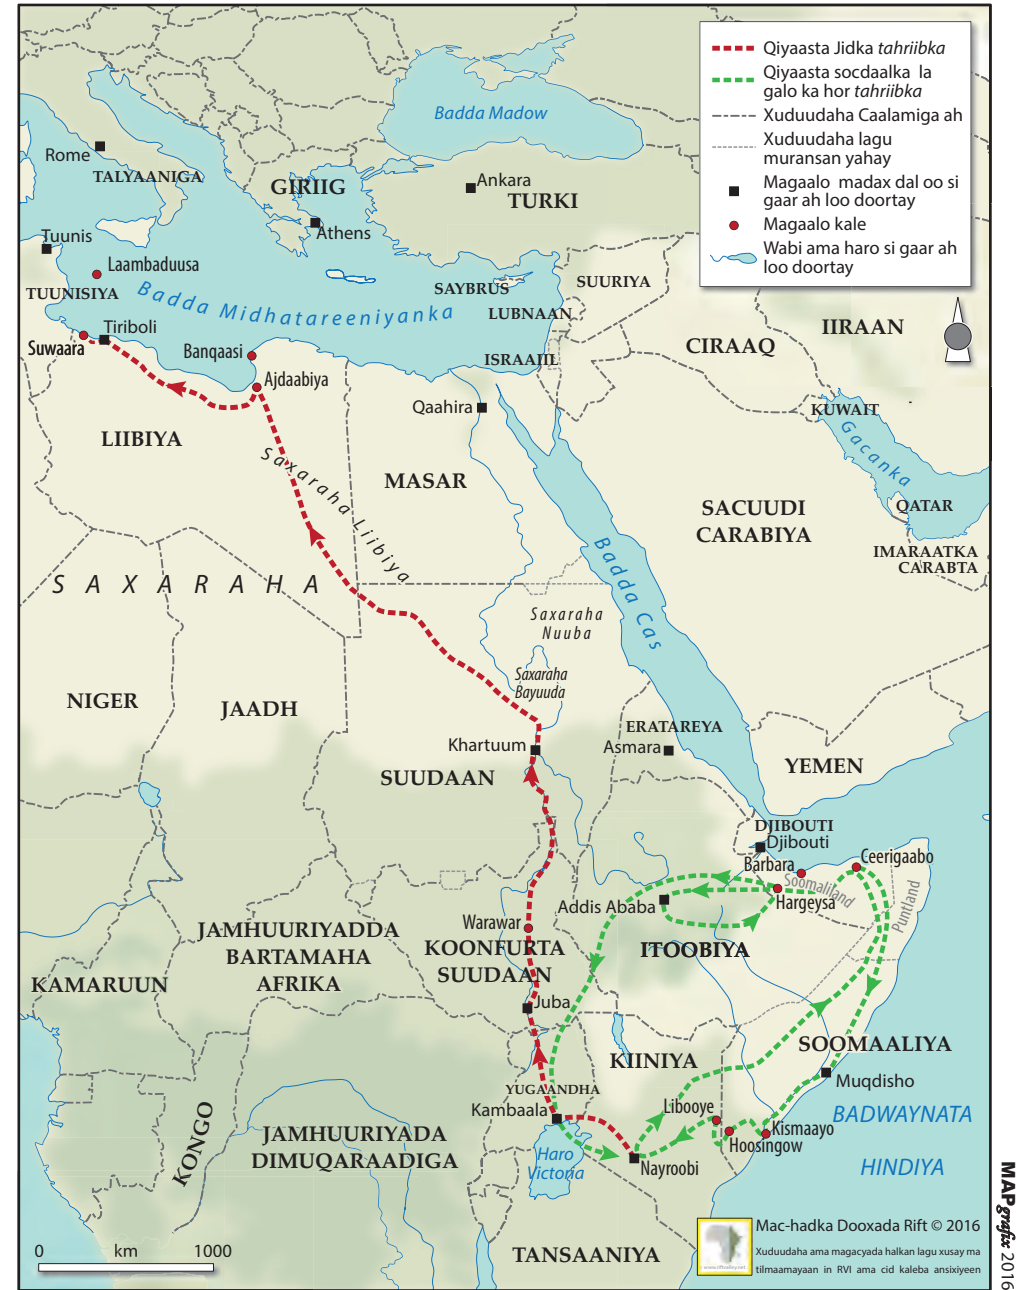 Qiyaasta Jidka tahriibka
Qiyaasta socdaalka la
galo ka hor tahriibka
Xuduudaha Caalamiga ah
Xuduudaha lagu
muransan yahay
Magaalo madax dal oo si
gaar ah loo doortay
Magaalo kale
Wabi ama haro si gaar ah
loo doortay
Badda Madow
Rome
TALYAANIGA
GIRIIG
Ankara
TURKI
Athens
Tuunis
Laambaduusa
TUUNISIYA
Badda Midhatareeniyanka
SAYBRUS
SUURIYA
LUBNAAN
Tiriboli
Suwaara
Banqaasi
ISRAAIIL
CIRAAQ
IIRAAN
Ajdaabiya
Qaahira
KUWAIT
Gacanka
LIIBIYA
Saxaraha Liibiya
MASAR
SACUUDI
CARABIYA
QATAR
IMARAATKA
CARABTA
Badda Cas
SAXARAHA
Saxaraha
Nuuba
Saxaraha
Bayuuda
NIGER
JAADH
ERATAREYA
Khartuum
Asmara
SUUDAAN
YEMEN
DJIBOUTI
Djibouti
Barbara
Ceerigaabo
Soomaliland
Hargeysa
Puntland
Addis Ababa
Warawar
JAMHUURIYADDA
BARTAMAHA
AFRIKA
KOONFURTA
SUUDAAN
ITOOBIYA
KAMARUUN
Juba
KIINIYA
SOOMAALIYA
YUGAANDHA
Muqdisho
Kambaala
Libooye
BADWAYNATA
HINDIYA
Kismaayo
Hoosingow
KONGO
JAMHUURIYADA
DIMUQARAADIGA
Haro
Victoria
Nayroobi
TANSAANIYA
0 km 1000
www.riftvalley.net
Mac-hadka Dooxada Rift © 2016
Xuduudaha ama magacyada halkan lagu xusay ma
tilmaamayaan in RVI ama cid kaleba ansixiyeen
MAPgrafix 2016